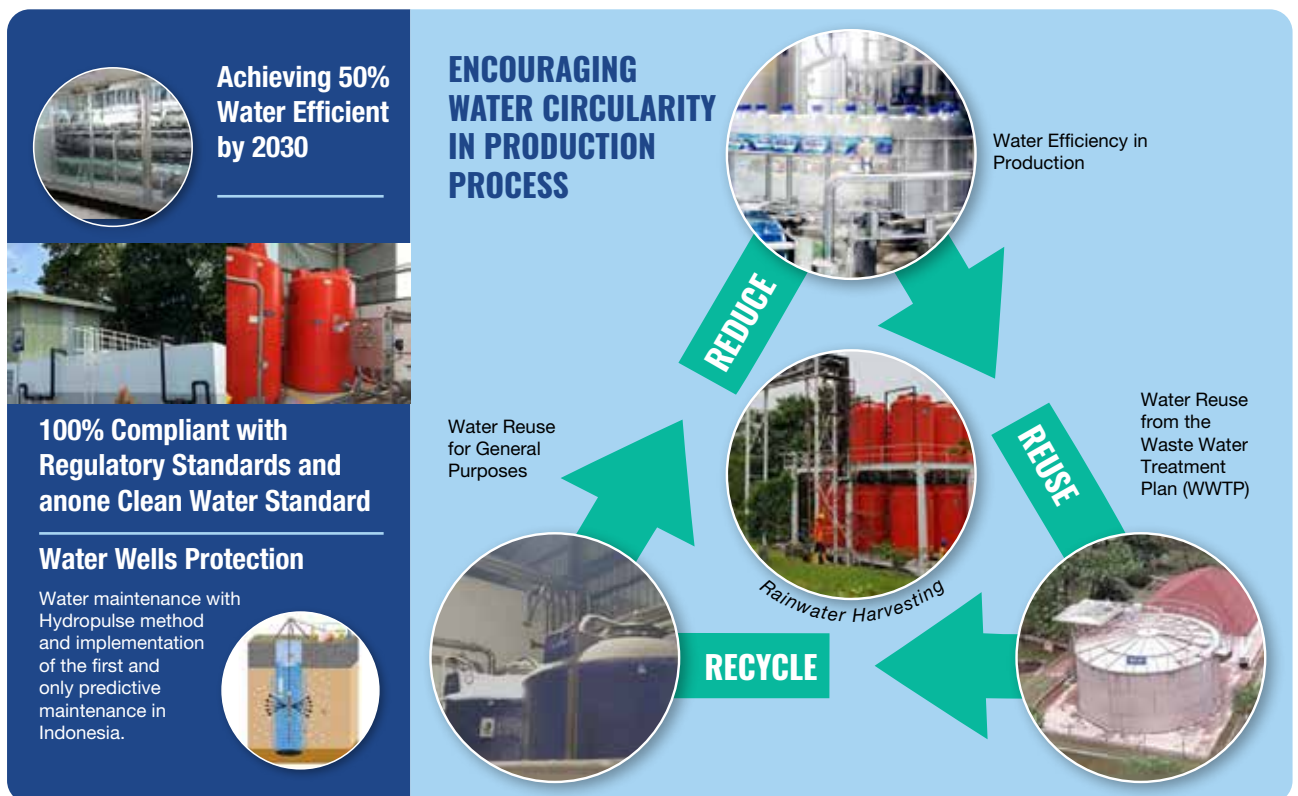 Achieving 50%
Water Efficient
by 2030
100% Compliant with
Regulatory Standards and
anone Clean Water Standard
Water Wells Protection
Water maintenance with
Hydropulse method
and implementation
of the first and
only predictive
maintenance in
Indonesia.
ENCOURAGING
WATER CIRCULARITY
IN PRODUCTION
PROCESS
Water Efficiency in
Production
REDUCE
REUSE
Water Reuse
from the
Waste Water
Treatment
Plan (WWTP)
Water Reuse
for General
Purposes
Rainwater Harvesting
RECYCLE